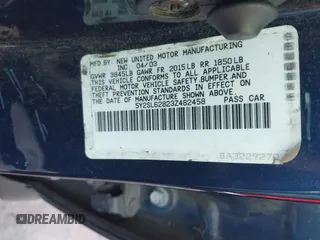 MFD BY: NEW UNITED MOTOR MANUFACTURING
INC 04/03
GVWR 3845LB GAWR FR 2015LB RR 1850LB
THIS VEHICLE CONFORMS TO ALL APPLICABLE
FEDERAL MOTOR VEHICLE SAFETY, BUMPER, AND
THEFT PREVENTION STANDARDS IN EFFECT ON
THE DATE OF MANUFACTURE SHOWN ABOVE.
5Y2SL62823Z482458 PASS CAR
DREAMBID